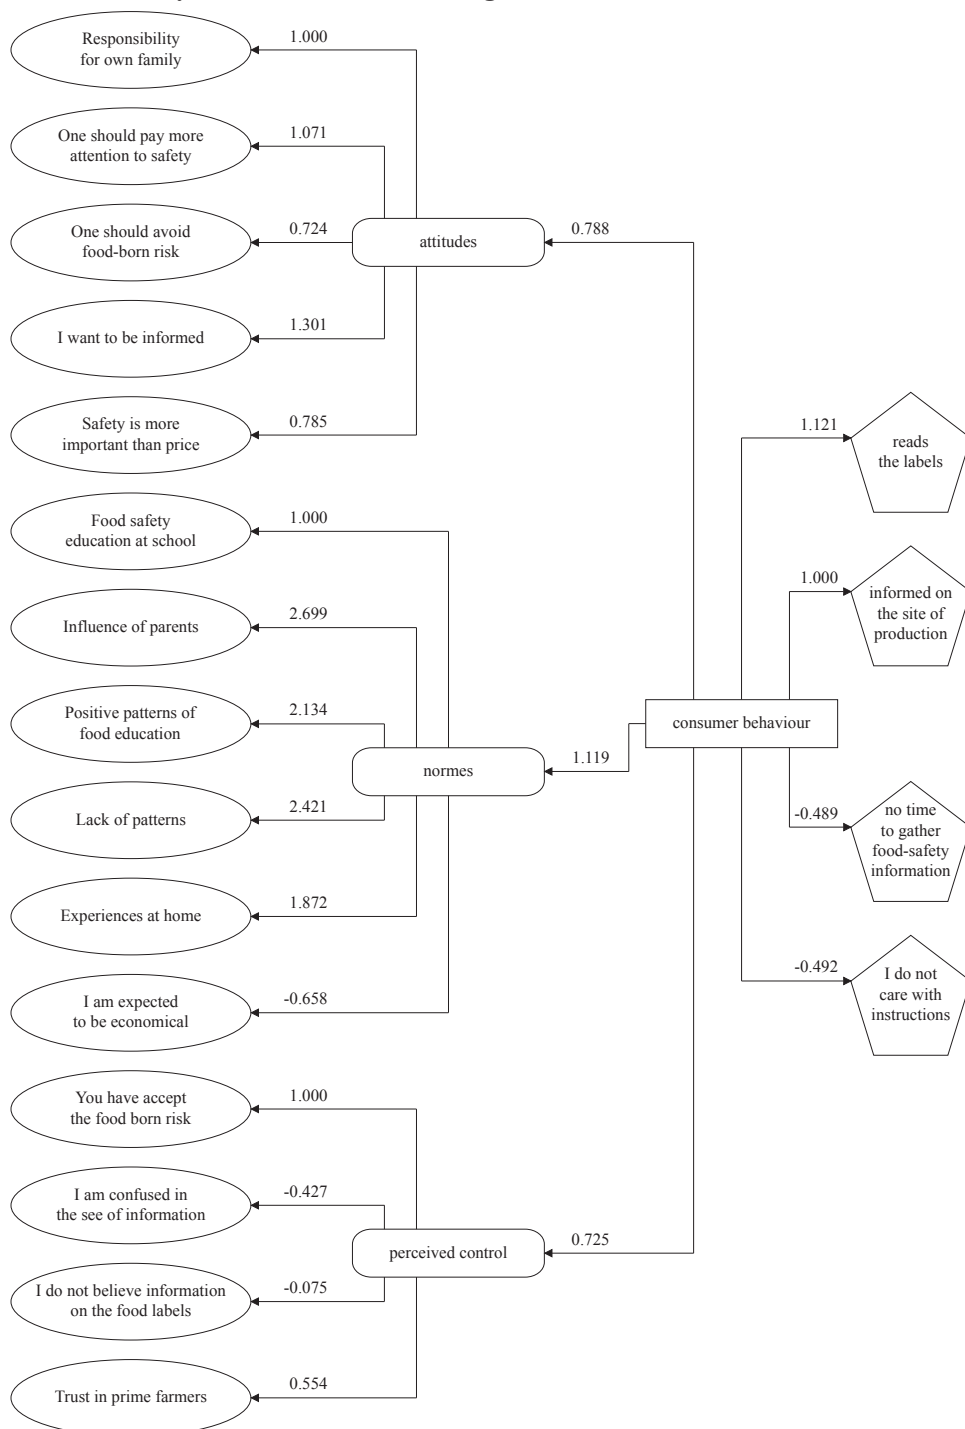 Responsibility
for own family
1.000
One should pay more
attention to safety
1.071
One should avoid
food-born risk
0.724
attitudes
0.788
I want to be informed
1.301
Safety is more
important than price
0.785
1.121
reads
the labels
Food safety
education at school
1.000
1.000
informed on
the site of
production
Influence of parents
2.699
Positive patterns of
food education
2.134
consumer behaviour
normes
1.119
Lack of patterns
2.421
-0.489
no time
to gather
food-safety
information
Experiences at home
1.872
-0.492
I do not
care with
instructions
I am expected
to be economical
-0.658
You have accept
the food born risk
1.000
I am confused in
the see of information
-0.427
perceived control
0.725
I do not believe information
on the food labels
-0.075
Trust in prime farmers
0.554